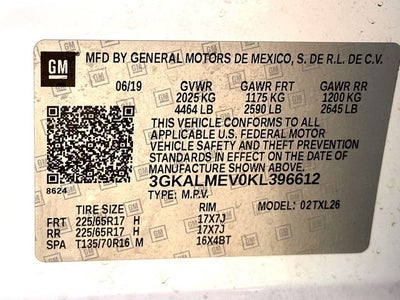 GM
MFD BY GENERAL MOTORS DE MEXICO, S. DE R.L. DE C.V.
06/19 GVWR GAWR FRT GAWR RR
2025 KG 1175 KG 1200 KG
4464 LB 2590 LB 2645 LB
THIS VEHICLE CONFORMS TO ALL
APPLICABLE U.S. FEDERAL MOTOR
VEHICLE SAFETY AND THEFT PREVENTION
STANDARDS IN EFFECT ON THE DATE OF
MANUFACTURE SHOWN ABOVE.
8624
3GKALMEV0KL396612
TYPE: M.P.V. MODEL: 02TXL26
TIRE SIZE RIM
FRT 225/65R17 H 17X7J
RR 225/65R17 H 17X7J
SPA T135/70R16 M 16X4BT